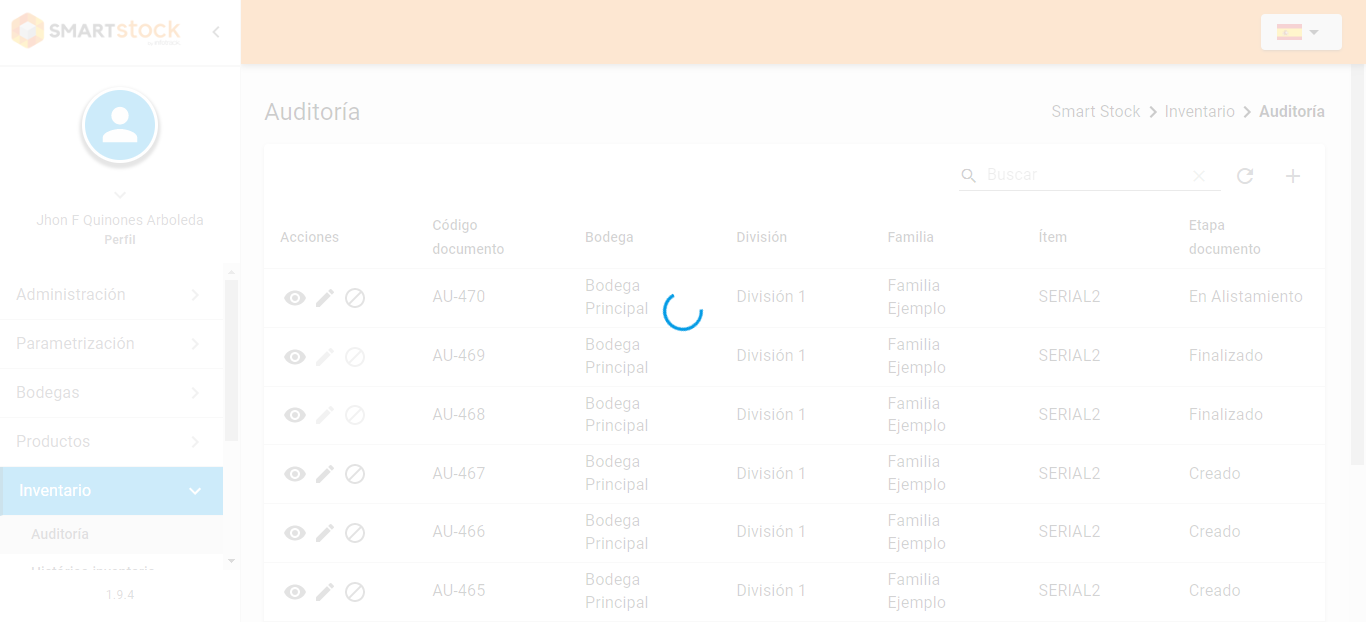 SMARTstock
Auditoría
Smart Stock
Inventario
Auditoría
Buscar
Jhon F Quinones Arboleda
Perfil
Administración
Parametrización
Bodegas
Productos
Inventario
Auditoría
Histórico inventario
1.9.4
Acciones
Código
documento
Bodega
División
Familia
Ítem
Etapa
documento
AU-470
Bodega
Principal
División 1
Familia
Ejemplo
SERIAL2
En Alistamiento
AU-469
Bodega
Principal
División 1
Familia
Ejemplo
SERIAL2
Finalizado
AU-468
Bodega
Principal
División 1
Familia
Ejemplo
SERIAL2
Finalizado
AU-467
Bodega
Principal
División 1
Familia
Ejemplo
SERIAL2
Creado
AU-466
Bodega
Principal
División 1
Familia
Ejemplo
SERIAL2
Creado
AU-465
Bodega
Principal
División 1
Familia
Ejemplo
SERIAL2
Creado